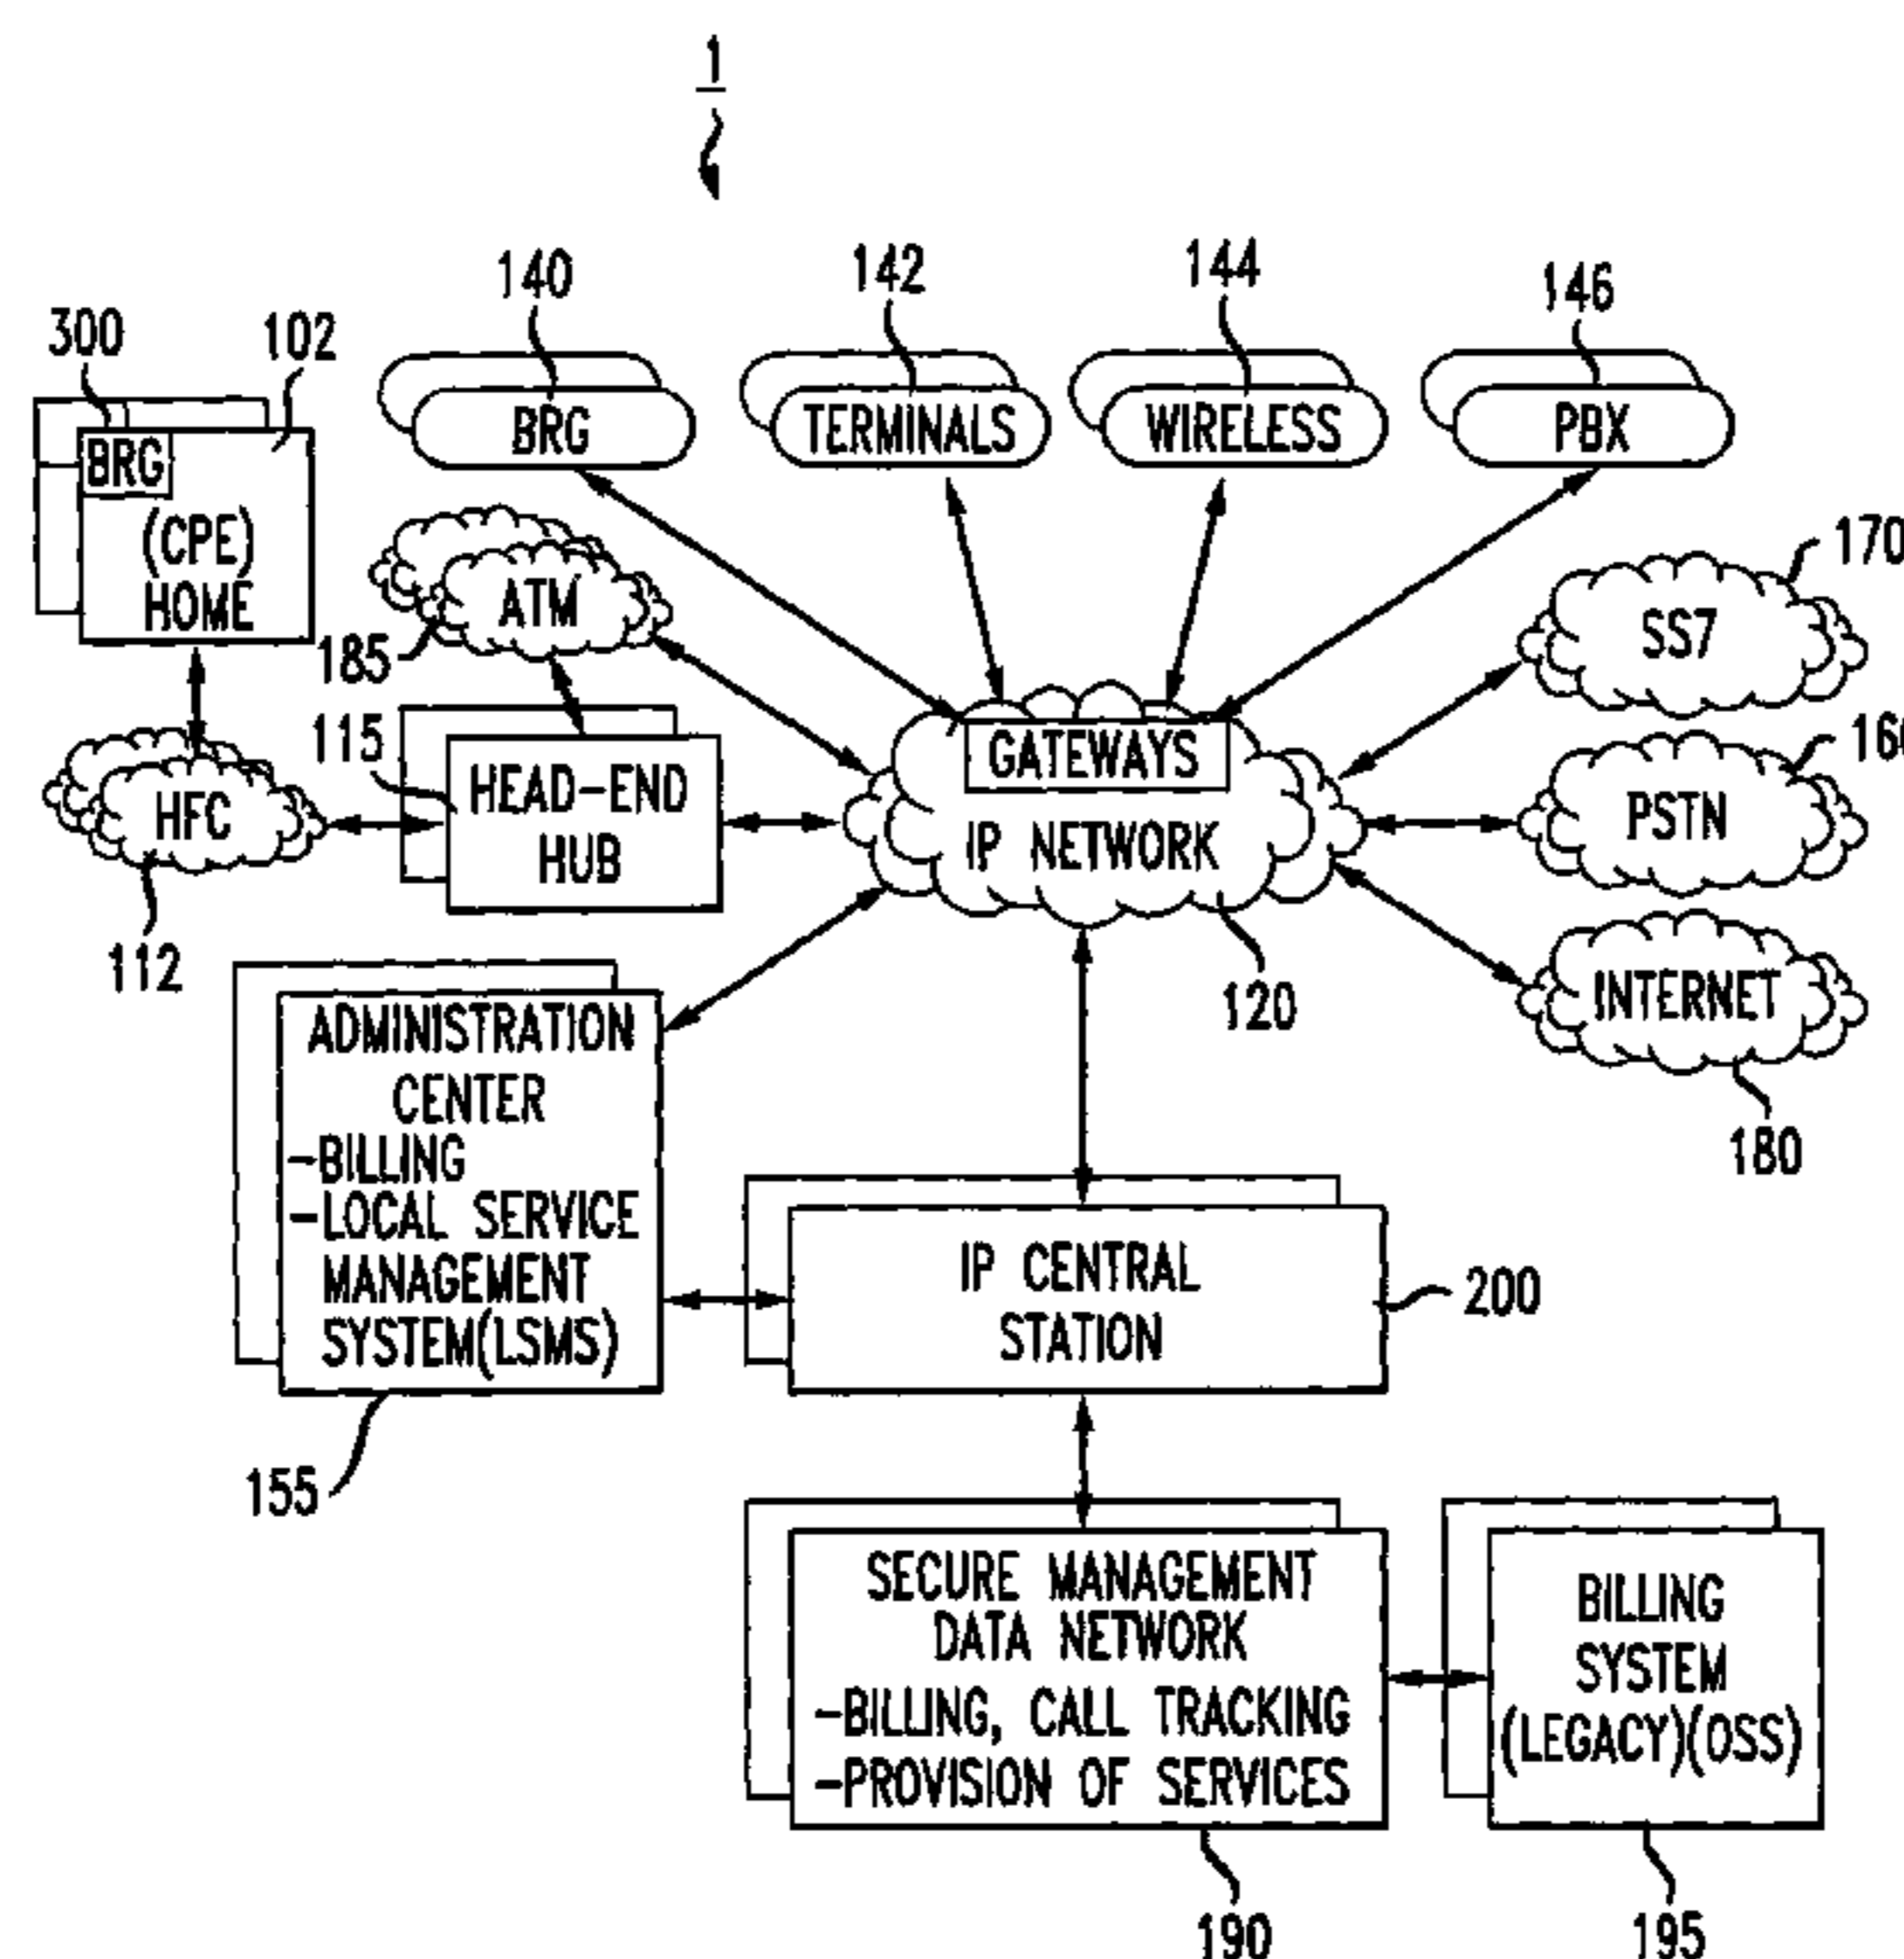 1
140
142
144
146
300
102
BRG
BRG
TERMINALS
WIRELESS
PBX
(CPE)
HOME
ATM
185
170
SS7
115
HEAD-END
HUB
HFC
112
GATEWAYS
IP NETWORK
120
160
PSTN
INTERNET
180
ADMINISTRATION
CENTER
-BILLING
-LOCAL SERVICE
MANAGEMENT
SYSTEM(LSMS)
155
IP CENTRAL
STATION
200
SECURE MANAGEMENT
DATA NETWORK
-BILLING, CALL TRACKING
-PROVISION OF SERVICES
190
BILLING
SYSTEM
(LEGACY)(OSS)
195